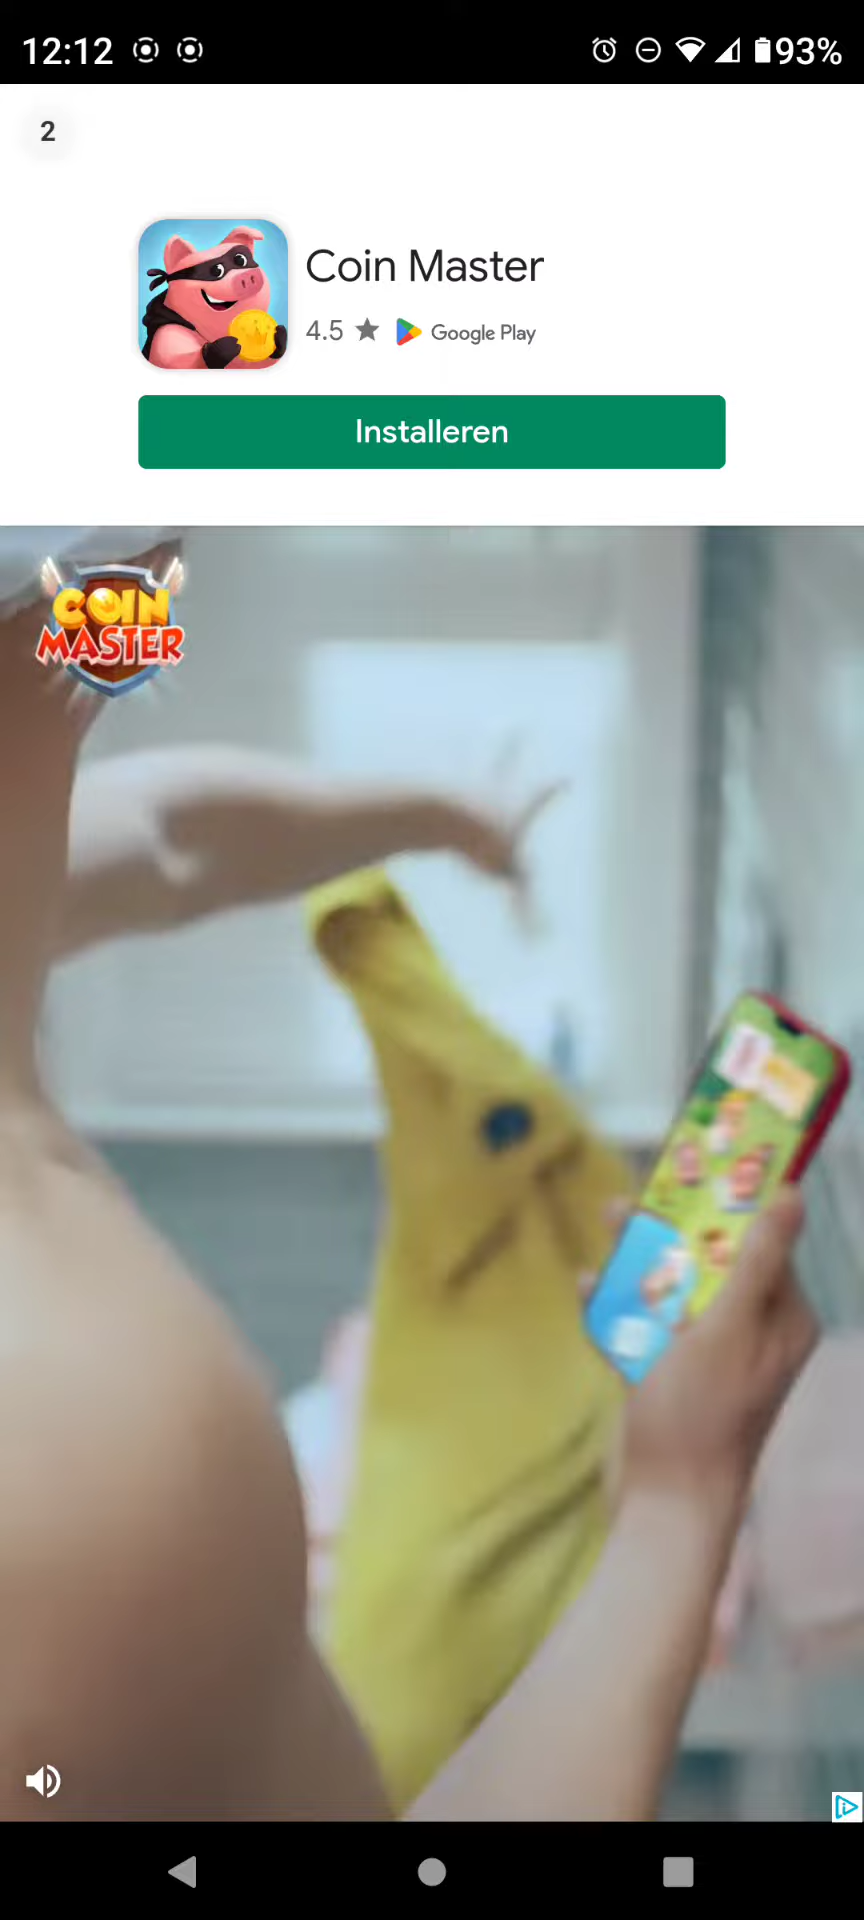 12:12
93%
2
Coin Master
4.5
Google Play
Installeren
COIN
MASTER